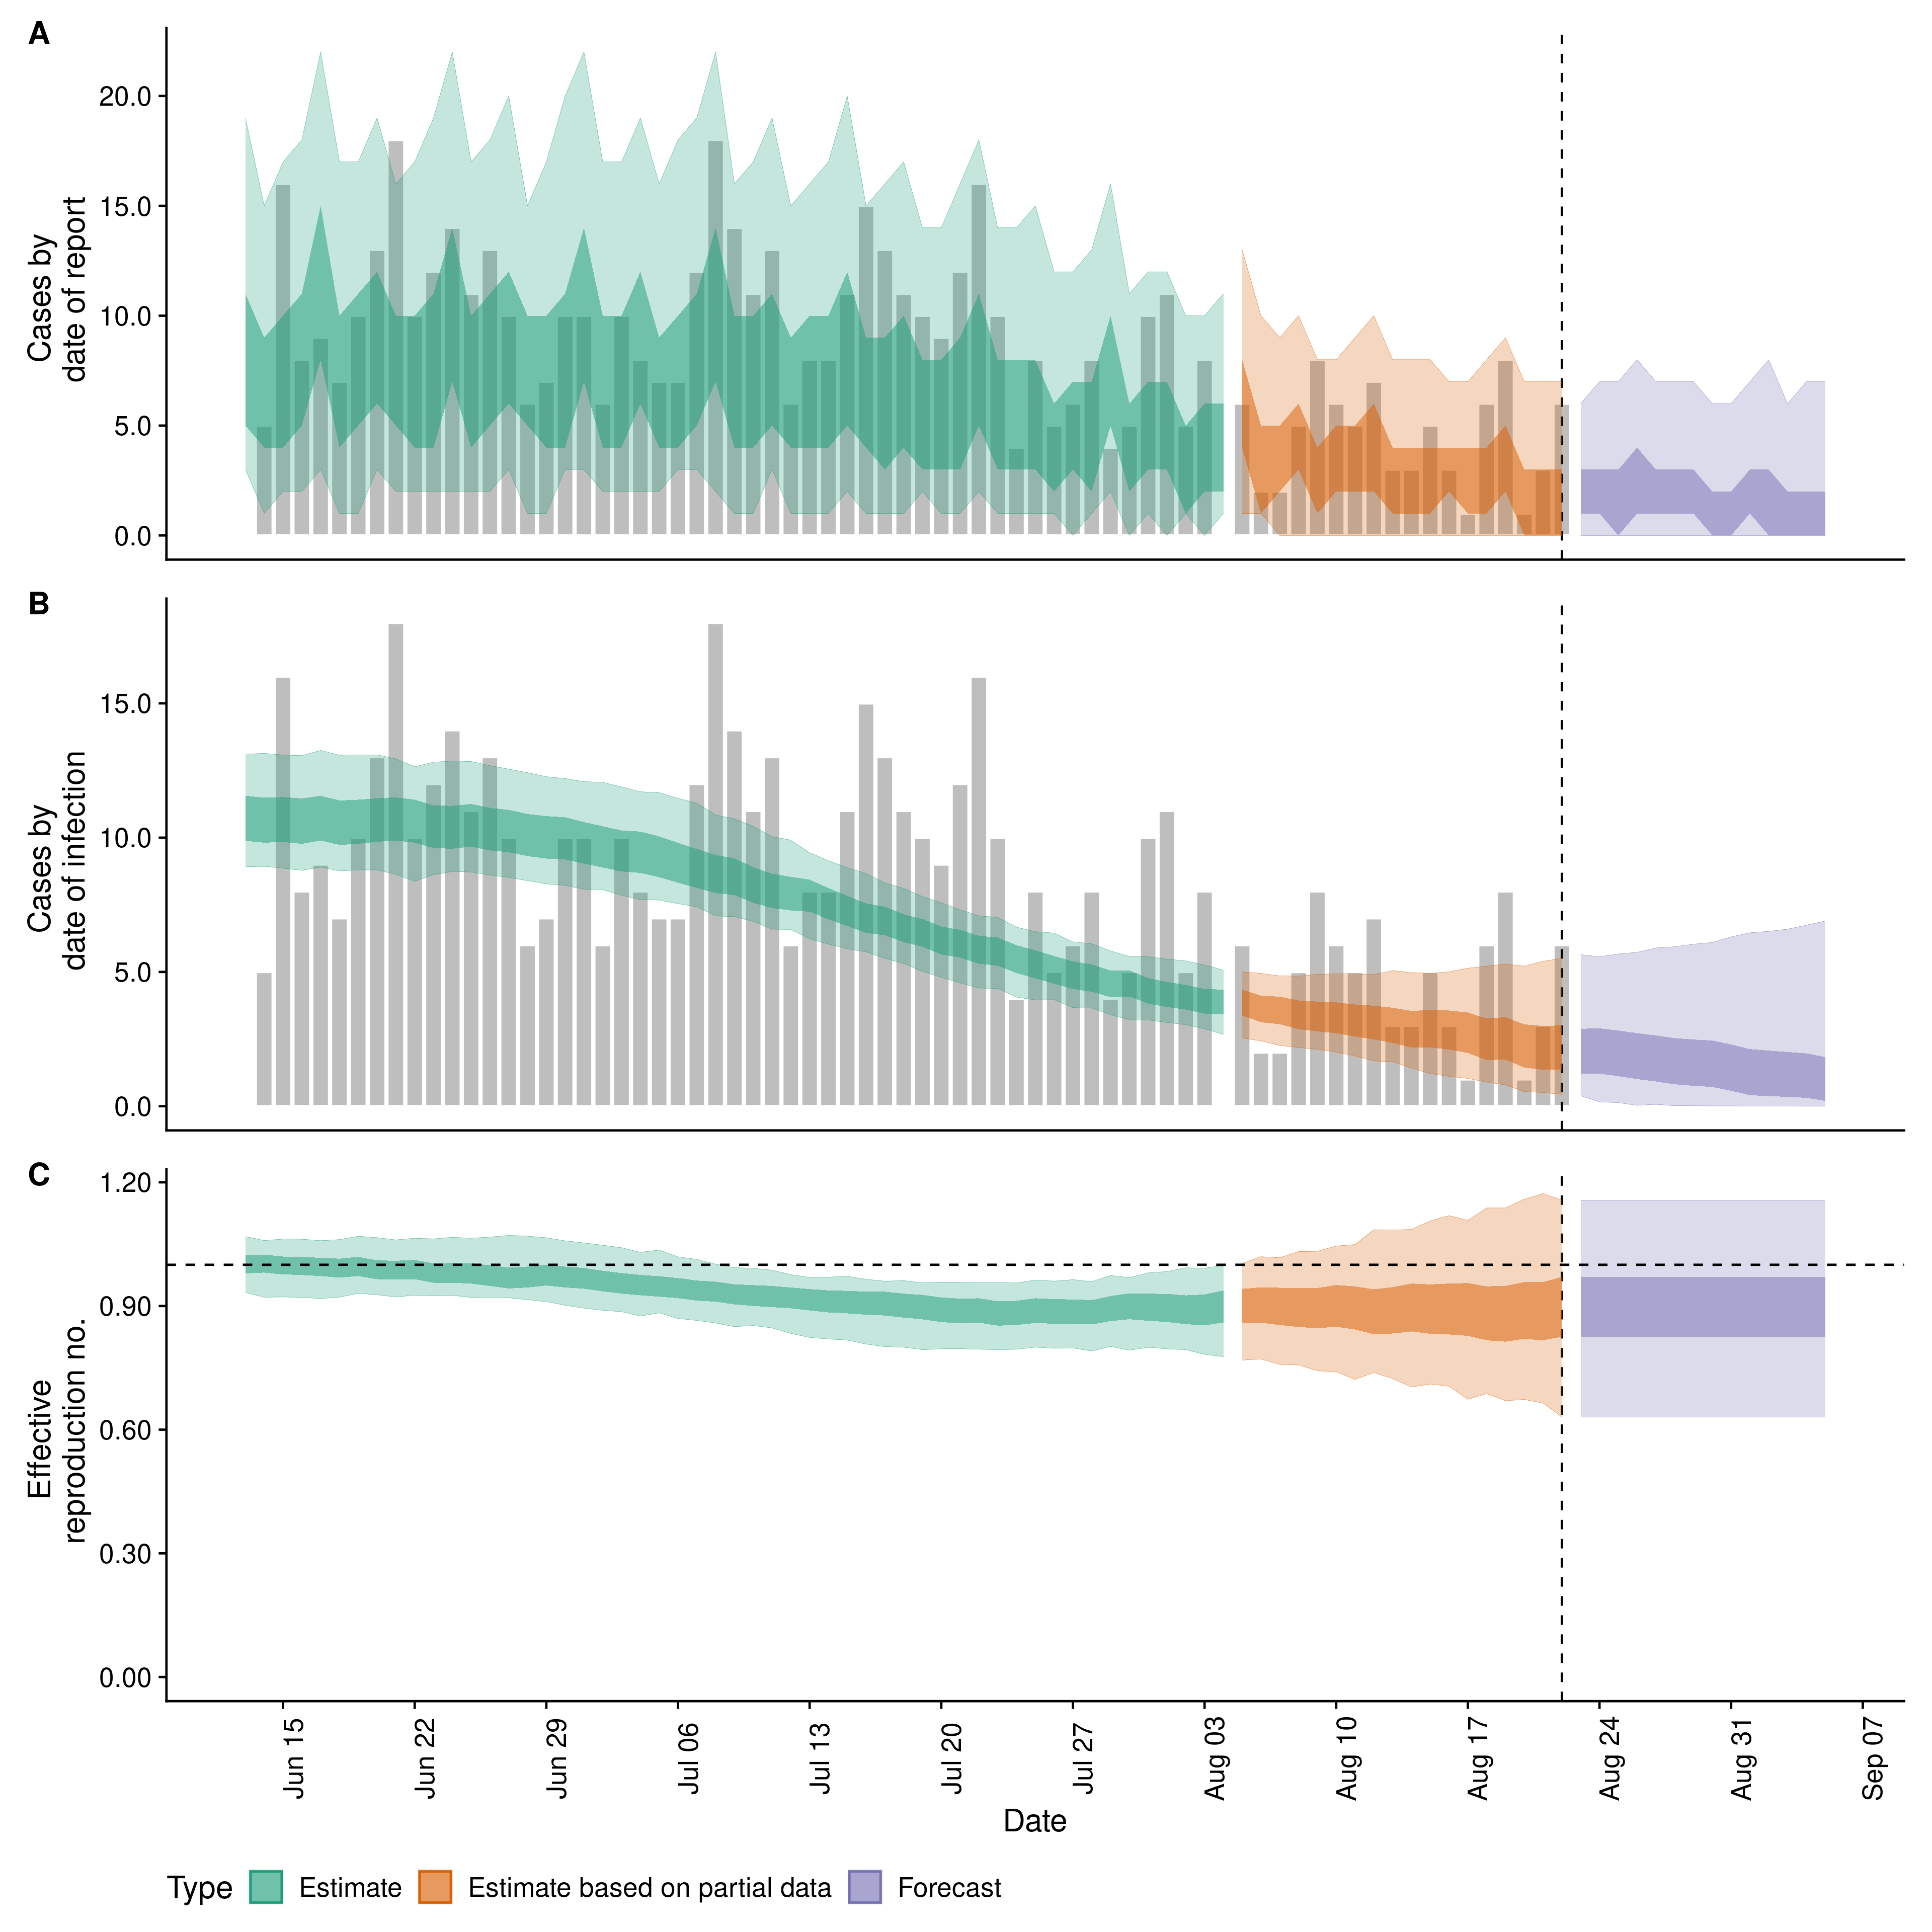 A
Cases by
date of report
20.0
15.0
10.0
5.0
0.0
B
Cases by
date of infection
15.0
10.0
5.0
0.0
C
Effective
reproduction no.
1.20
0.90
0.60
0.30
0.00
Jun 15
Jun 22
Jun 29
Jul 06
Jul 13
Jul 20
Jul 27
Aug 03
Aug 10
Aug 17
Aug 24
Aug 31
Sep 07
Date
Type Estimate Estimate based on partial data Forecast